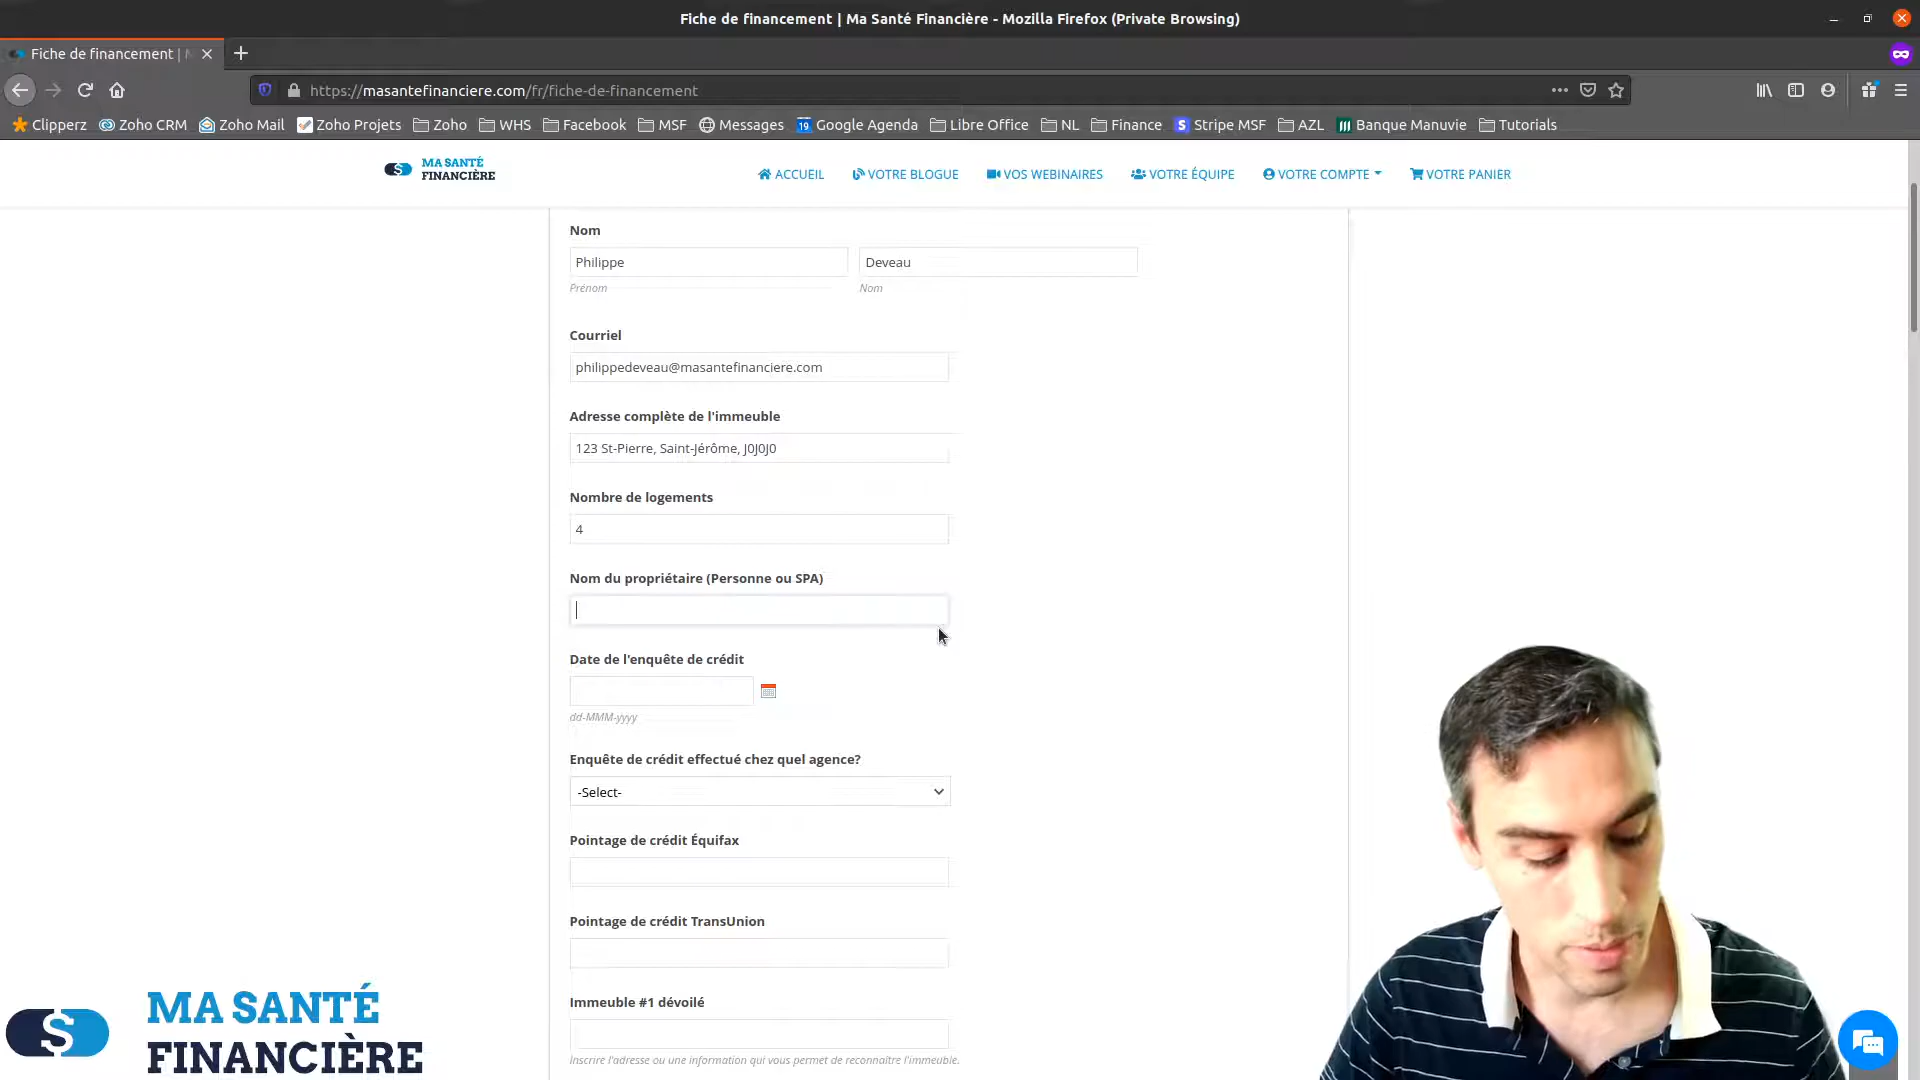 Fiche de financement | Ma Santé Financière - Mozilla Firefox (Private Browsing)
Fiche de financement |
https://masantefinanciere.com/fr/fiche-de-financement
Clipperz Zoho CRM Zoho Mail Zoho Projets Zoho WHS Facebook MSF Messages 19 Google Agenda Libre Office NL Finance S Stripe MSF AZL Banque Manuvie Tutorials
S MA SANTÉ
FINANCIÈRE
ACCUEIL VOTRE BLOGUE VOS WEBINAIRES VOTRE ÉQUIPE VOTRE COMPTE VOTRE PANIER
Nom
Philippe Deveau
Prénom Nom
Courriel
philippedeveau@masantefinanciere.com
Adresse complète de l'immeuble
123 St-Pierre, Saint-Jérôme, J0J0J0
Nombre de logements
4
Nom du propriétaire (Personne ou SPA)
Date de l'enquête de crédit
dd-MMM-yyyy
Enquête de crédit effectué chez quel agence?
-Select-
Pointage de crédit Équifax
Pointage de crédit TransUnion
Immeuble #1 dévoilé
Inscrire l'adresse ou une information qui vous permet de reconnaître l'immeuble.
S MA SANTÉ
FINANCIÈRE